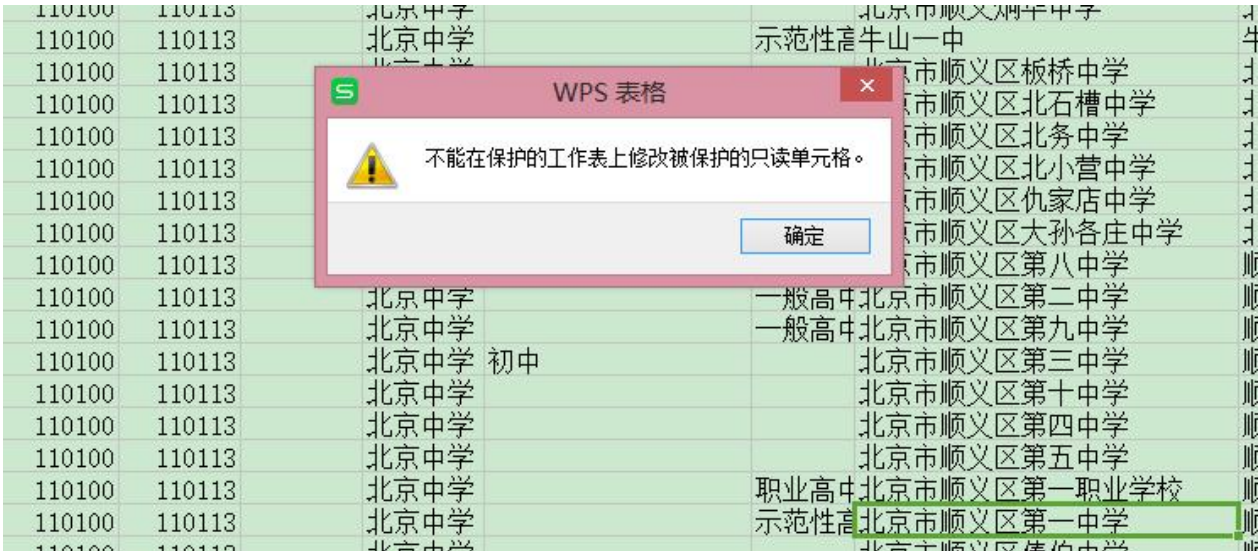 110100 110113 北京中学
110100 110113 北京中学 示范性高 牛山一中
110100 110113 京市顺义区板桥中学
110100 110113 市顺义区北石槽中学
110100 110113 市顺义区北务中学
110100 110113 市顺义区北小营中学
110100 110113 市顺义区仇家店中学
110100 110113 市顺义区大孙各庄中学
110100 110113 市顺义区第八中学
WPS 表格
不能在保护的工作表上修改被保护的只读单元格。
确定
110100 110113 北京中学 一般高中 北京市顺义区第二中学
110100 110113 北京中学 一般高中 北京市顺义区第九中学
110100 110113 北京中学 初中 北京市顺义区第三中学
110100 110113 北京中学 北京市顺义区第十中学
110100 110113 北京中学 北京市顺义区第四中学
110100 110113 北京中学 北京市顺义区第五中学
110100 110113 北京中学 职业高中 北京市顺义区第一职业学校
110100 110113 北京中学 示范性高 北京市顺义区第一中学